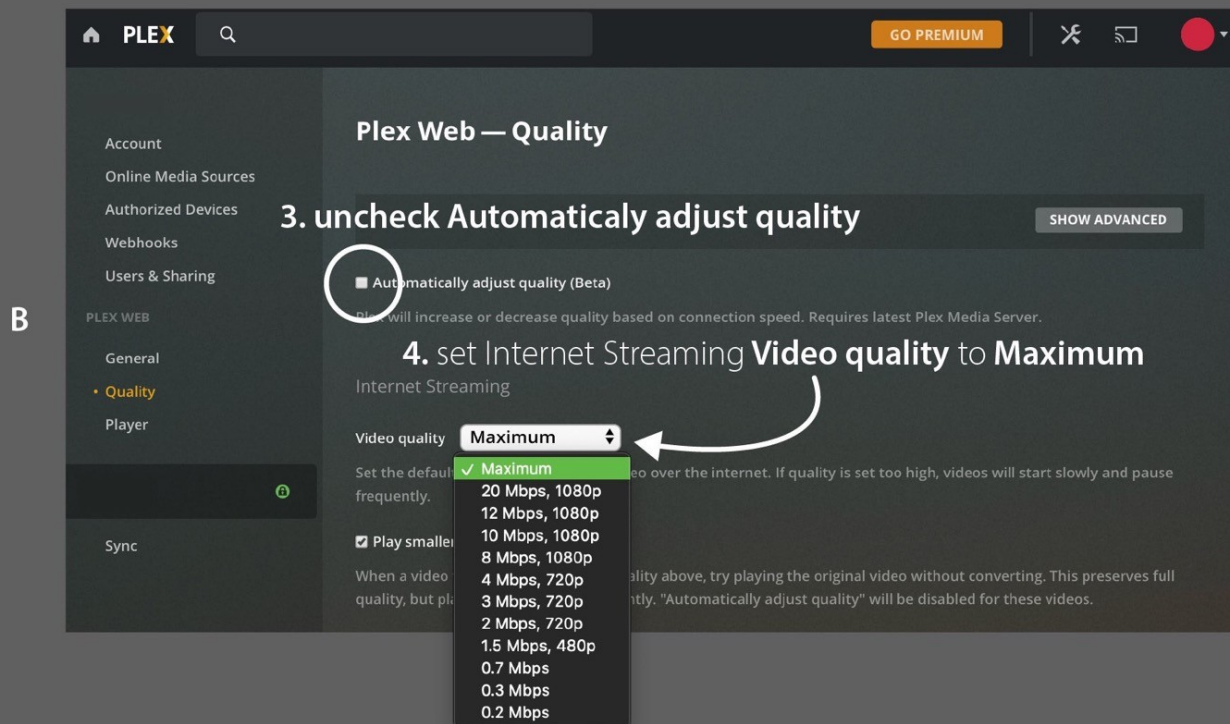 PLEX
GO PREMIUM
Plex Web — Quality
Account
Online Media Sources
Authorized Devices
Webhooks
Users & Sharing
3. uncheck Automaticaly adjust quality
SHOW ADVANCED
Automatically adjust quality (Beta)
Plex will increase or decrease quality based on connection speed. Requires latest Plex Media Server.
B
PLEX WEB
General
• Quality
Player
4. set Internet Streaming Video quality to Maximum
Internet Streaming
Video quality Maximum
Set the default eo over the internet. If quality is set too high, videos will start slowly and pause
frequently.
✓ Maximum
20 Mbps, 1080p
12 Mbps, 1080p
10 Mbps, 1080p
8 Mbps, 1080p
4 Mbps, 720p
3 Mbps, 720p
2 Mbps, 720p
1.5 Mbps, 480p
0.7 Mbps
0.3 Mbps
0.2 Mbps
Sync
Play smaller
When a video ality above, try playing the original video without converting. This preserves full
quality, but pla ntly. "Automatically adjust quality" will be disabled for these videos.